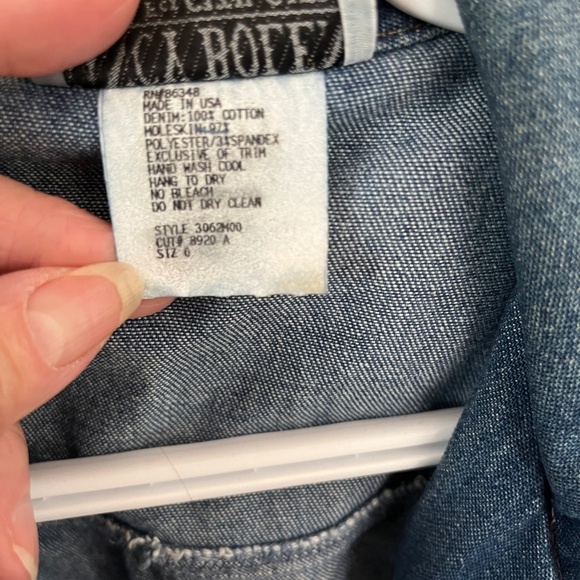 RN#86348
MADE IN USA
DENIM:100% COTTON
MOLESKIN:97%
POLYESTER/3%SPANDEX
EXCLUSIVE OF TRIM
HAND WASH COOL
HANG TO DRY
NO BLEACH
DO NOT DRY CLEAN
STYLE 3062M00
CUT# 8920 A
SIZ 6